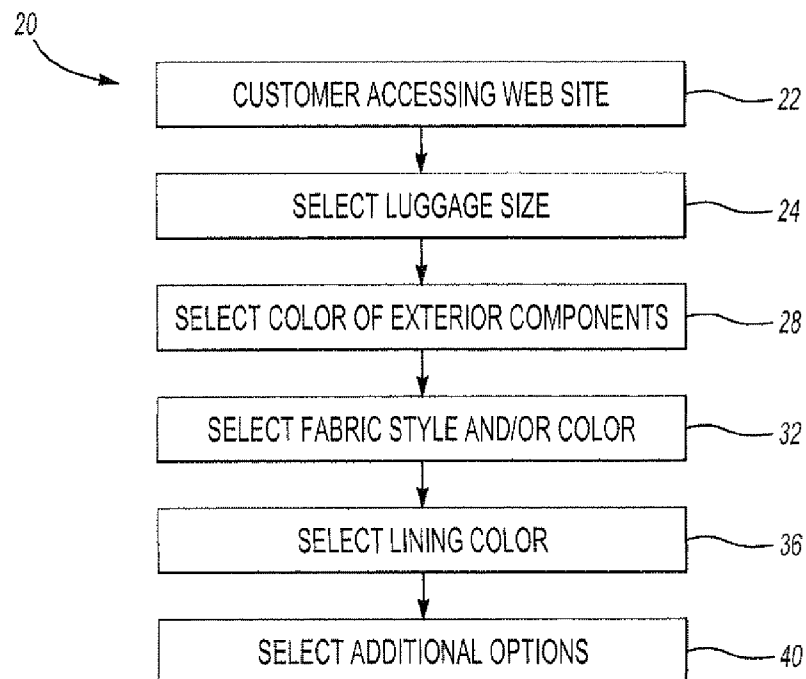 20
CUSTOMER ACCESSING WEB SITE 22
SELECT LUGGAGE SIZE 24
SELECT COLOR OF EXTERIOR COMPONENTS 28
SELECT FABRIC STYLE AND/OR COLOR 32
SELECT LINING COLOR 36
SELECT ADDITIONAL OPTIONS 40